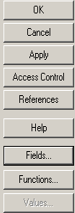 OK
Cancel
Apply
Access Control
References
Help
Fields...
Functions...
Values...